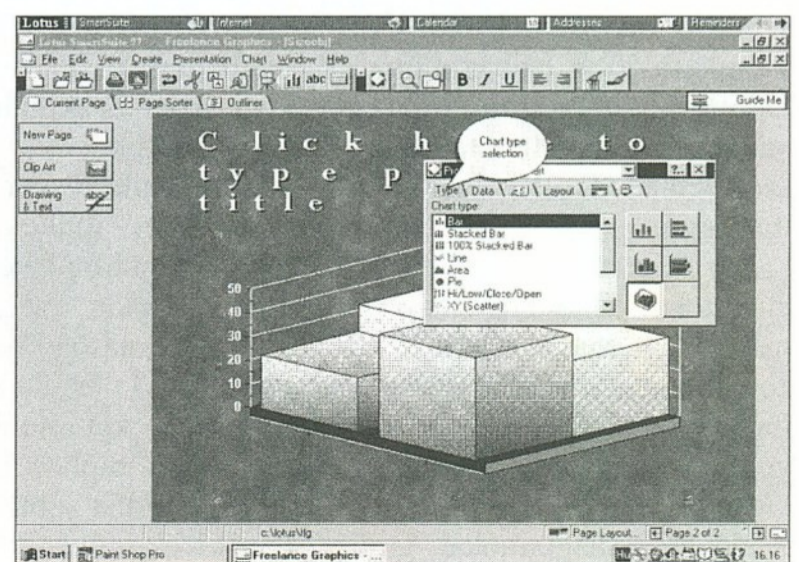 Lotus SmartSuite Internet Calendar Addresses Reminders
Lotus SmartSuite 97 - Freelance Graphics - [Sizeobj]
File Edit View Create Presentation Chart Window Help
abc B I U
Current Page Page Sorter Outliner Guide Me
New Page
Clip Art
Drawing & Text
abc
Click to
type p
title
Chart type selection
Type Data Layout
Chart type:
Bar
Stacked Bar
100% Stacked Bar
Line
Area
Pie
Hi/Low/Close/Open
XY (Scatter)
50
40
30
20
10
0
c:\lotus\flg Page Layout... Page 2 of 2
Start Paint Shop Pro Freelance Graphics - ... Hu 16.16